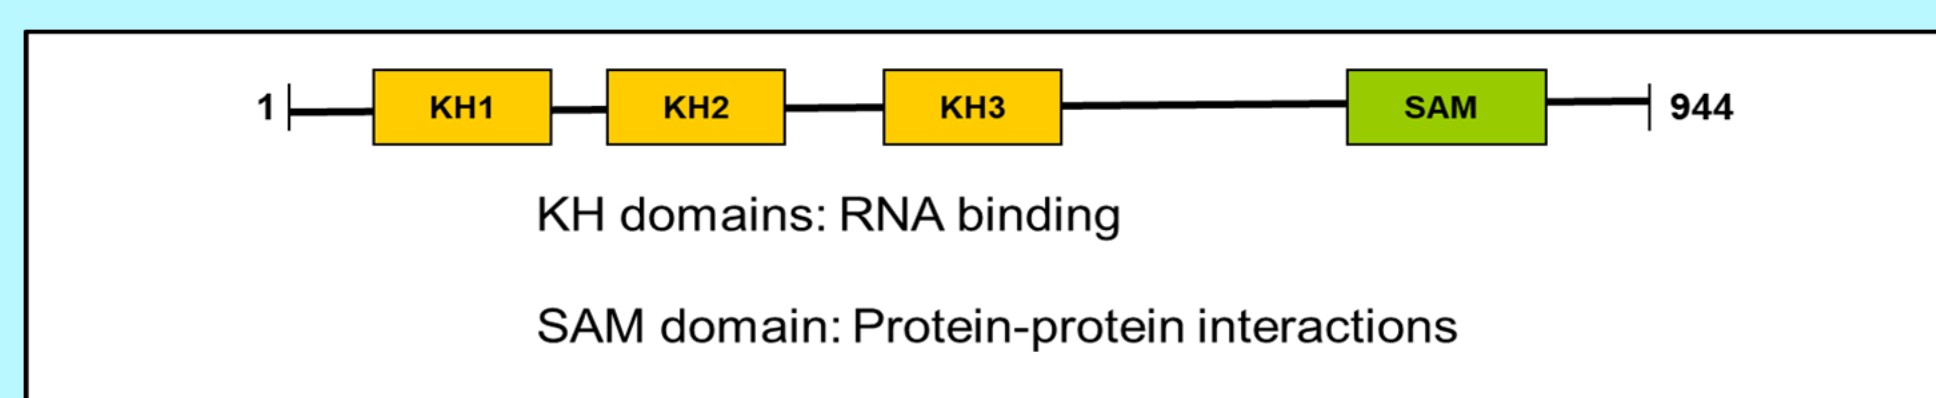 1 KH1 KH2 KH3 SAM 944
KH domains: RNA binding
SAM domain: Protein-protein interactions